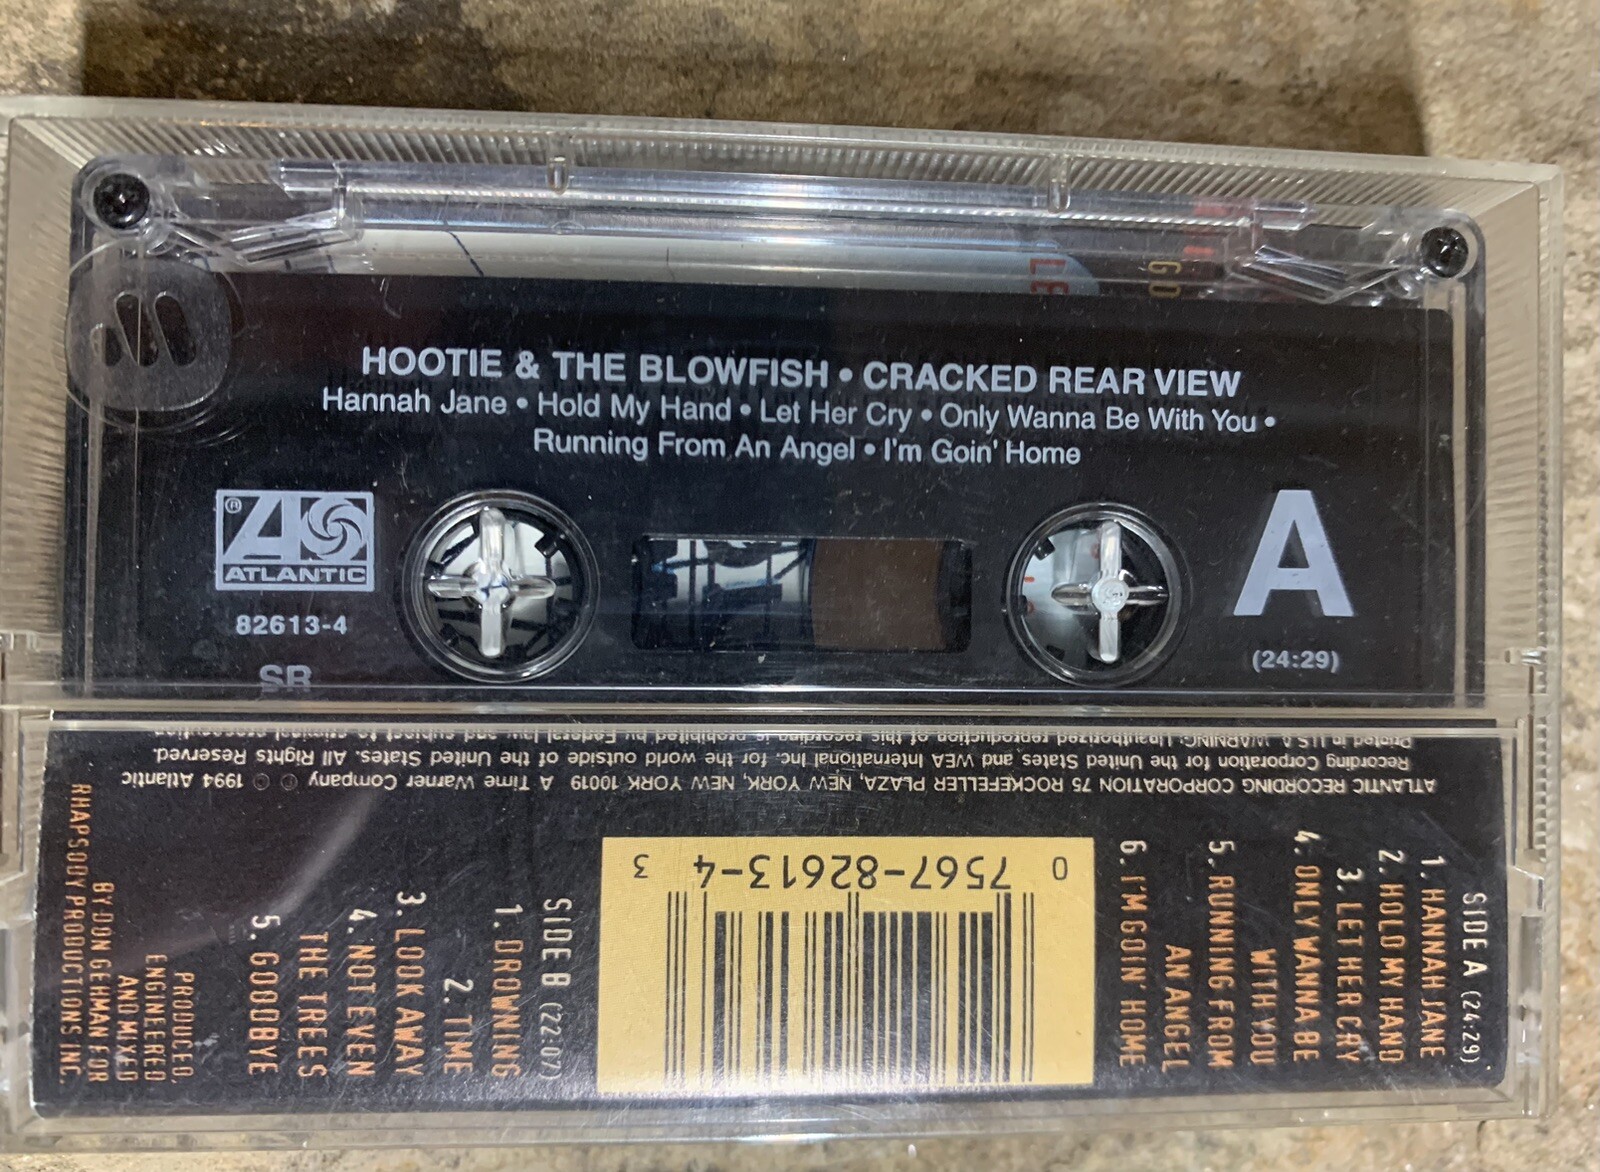 HOOTIE & THE BLOWFISH • CRACKED REAR VIEW
Hannah Jane • Hold My Hand • Let Her Cry • Only Wanna Be With You •
Running From An Angel • I'm Goin' Home
®
ATLANTIC
82613-4
SR
A
(24:29)
LE
GO
ATLANTIC RECORDING CORPORATION 75 ROCKEFELLER PLAZA, NEW YORK, NEW YORK 10019 A Time Warner Company ℗ © 1994 Atlantic
Recording Corporation for the United States and WEA International Inc. for the world outside of the United States. All Rights Reserved.
Printed in U.S.A. WARNING: Unauthorized reproduction of this recording is prohibited by Federal law and subject to criminal prosecution
SIDE A (24:29)
1. HANNAH JANE
2. HOLD MY HAND
3. LET HER CRY
4. ONLY WANNA BE
WITH YOU
5. RUNNING FROM
AN ANGEL
6. I'M GOIN' HOME
0 7567-82613-4 3
SIDE B (22:07)
1. DROWNING
2. TIME
3. LOOK AWAY
4. NOT EVEN
THE TREES
5. GOODBYE
PRODUCED,
ENGINEERED
AND MIXED
BY DON GEHMAN FOR
RHAPSODY PRODUCTIONS INC.